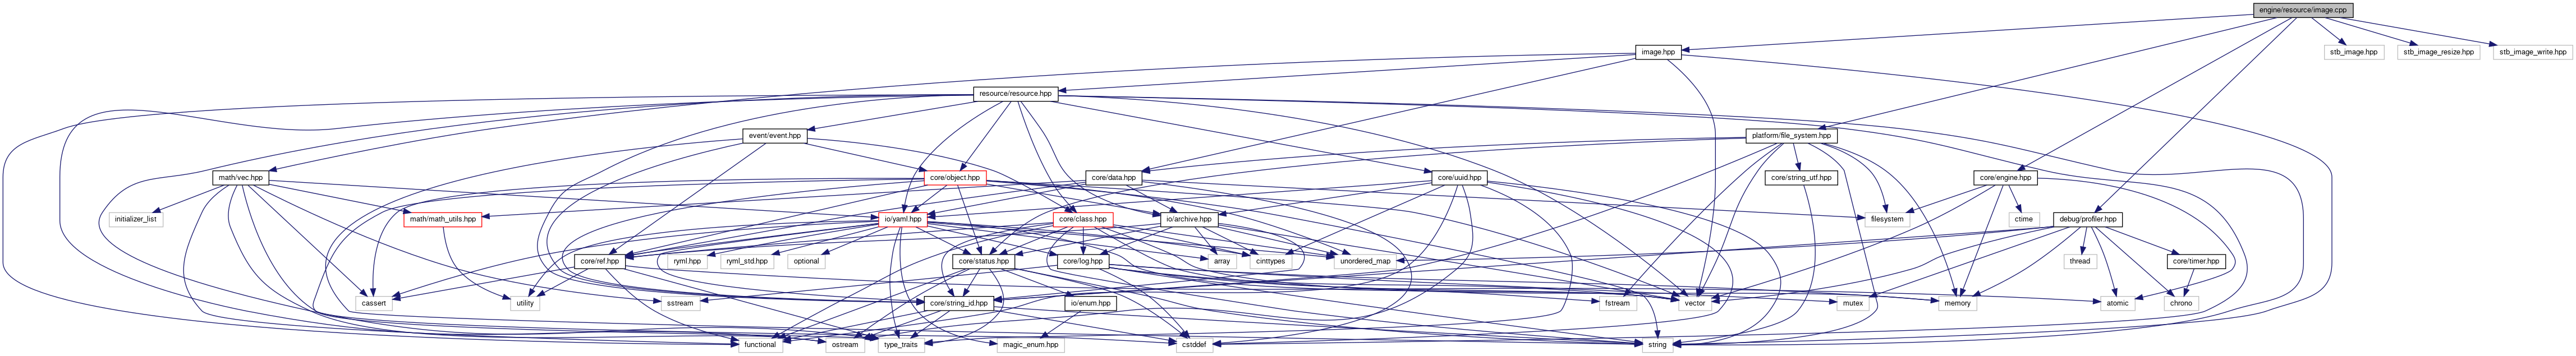 engine/resource/image.cpp
image.hpp
stb_image.hpp
stb_image_resize.hpp
stb_image_write.hpp
resource/resource.hpp
event/event.hpp
platform/file_system.hpp
math/vec.hpp
core/object.hpp
core/data.hpp
core/uuid.hpp
core/string_utf.hpp
core/engine.hpp
initializer_list
math/math_utils.hpp
io/yaml.hpp
core/class.hpp
io/archive.hpp
filesystem
ctime
debug/profiler.hpp
core/ref.hpp
ryml.hpp
ryml_std.hpp
optional
core/status.hpp
core/log.hpp
array
cinttypes
unordered_map
thread
core/timer.hpp
cassert
utility
sstream
core/string_id.hpp
io/enum.hpp
fstream
vector
mutex
memory
atomic
chrono
functional
ostream
type_traits
magic_enum.hpp
cstddef
string